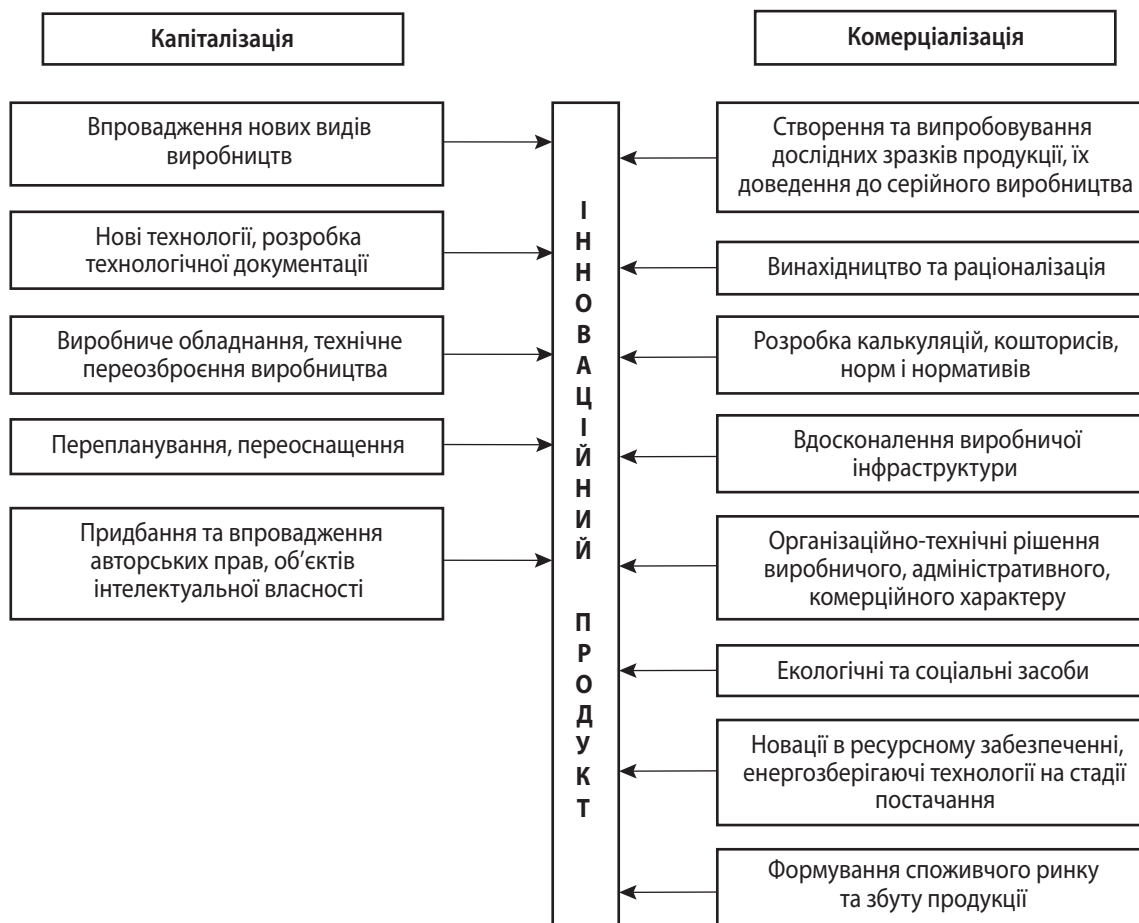 Капіталізація
Впровадження нових видів
виробництв
Нові технології, розробка
технологічної документації
Виробниче обладнання, технічне
переозброєння виробництва
Перепланування, переоснащення
Придбання та впровадження
авторських прав, об’єктів
інтелектуальної власності
ІННОВАЦІЙНИЙ ПРОДУКТ
Комерціалізація
Створення та випробовування
дослідних зразків продукції, їх
доведення до серійного виробництва
Винахідництво та раціоналізація
Розробка калькуляцій, кошторисів,
норм і нормативів
Вдосконалення виробничої
інфраструктури
Організаційно-технічні рішення
виробничого, адміністративного,
комерційного характеру
Екологічні та соціальні засоби
Новації в ресурсному забезпеченні,
енергозберігаючі технології на стадії
постачання
Формування споживчого ринку
та збуту продукції